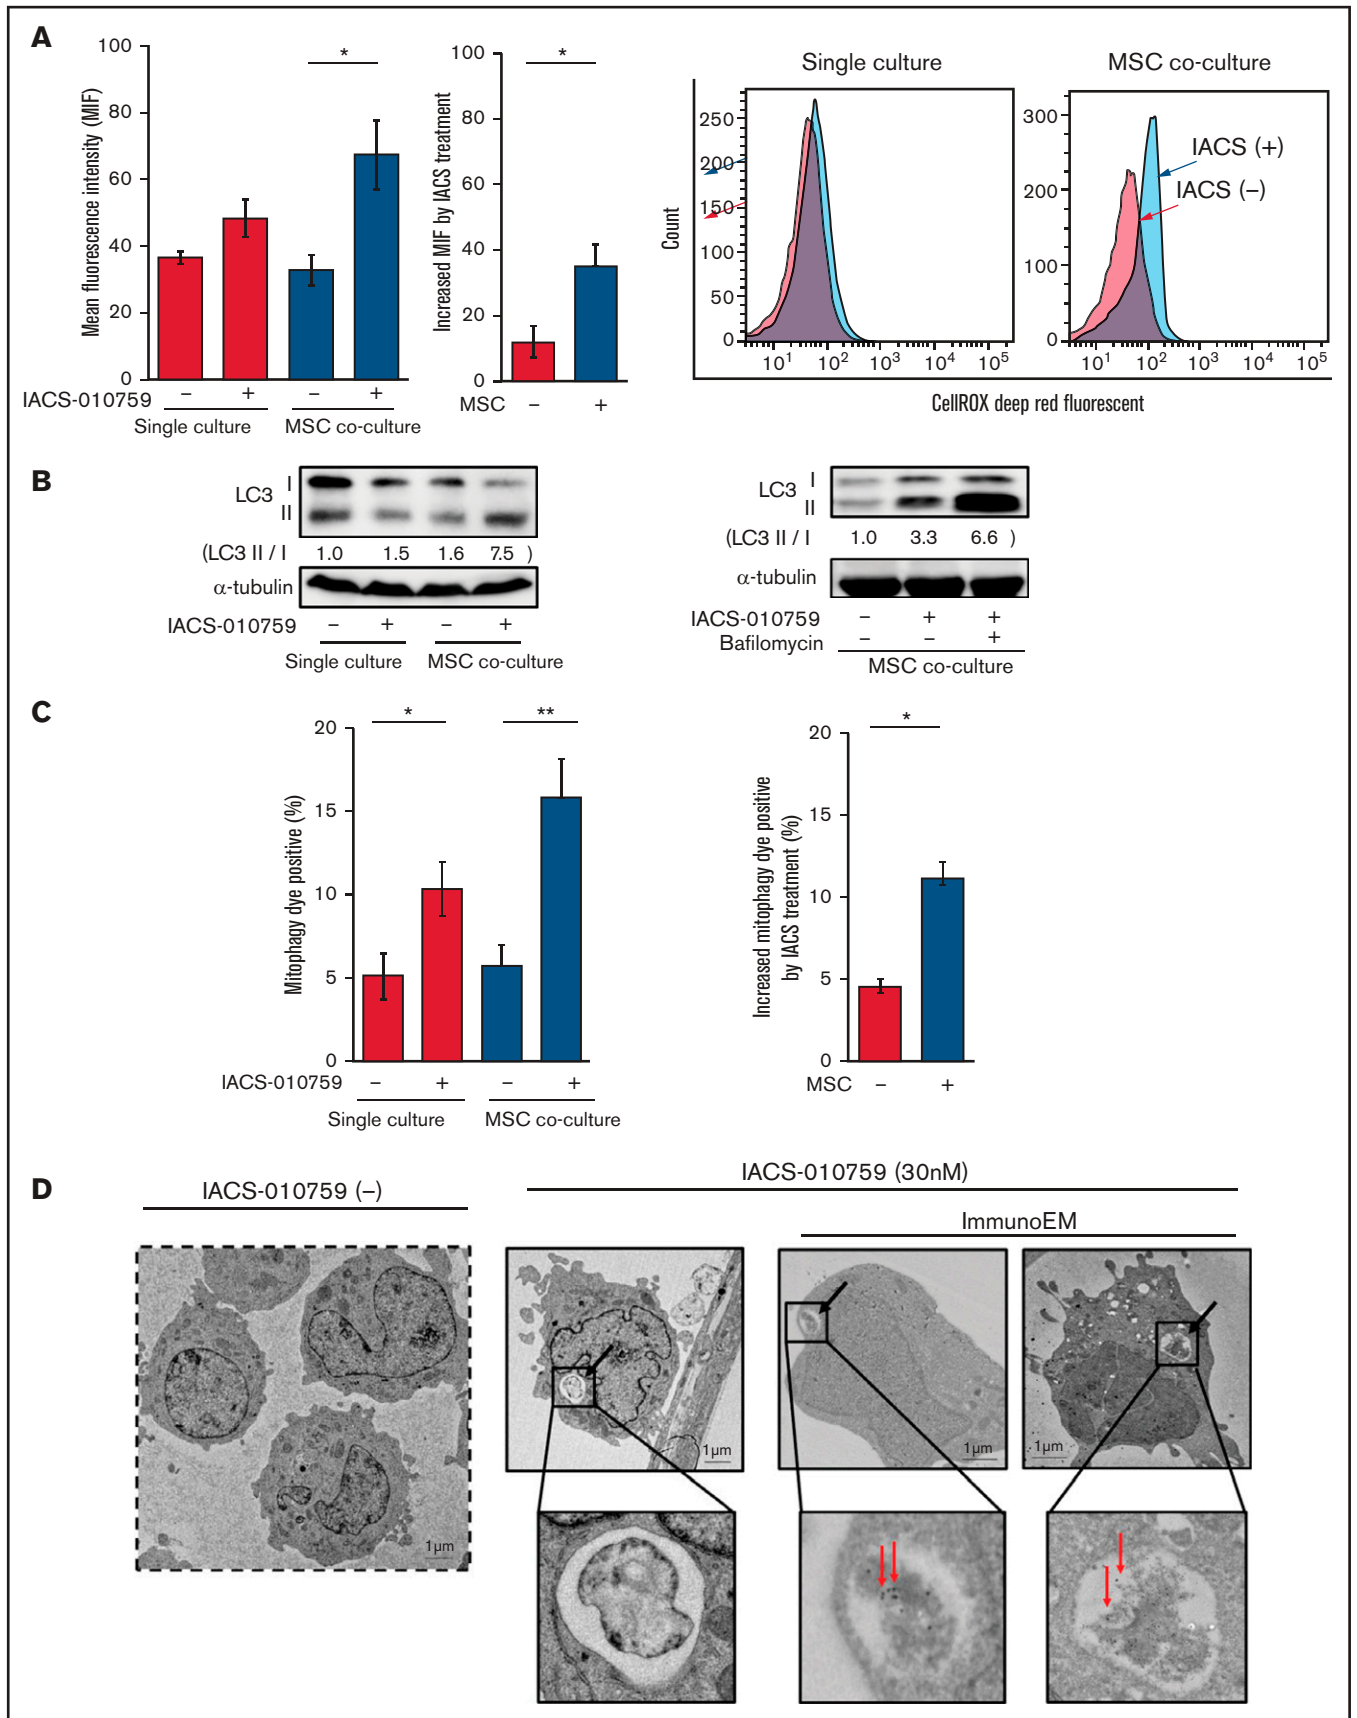 A
Mean fluorescence intensity (MIF)
100
80
60
40
20
0
*
IACS-010759 – + – +
Single culture MSC co-culture
Increased MIF by IACS treatment
100
80
60
40
20
0
*
MSC – +
Single culture
MSC co-culture
Count
250
200
150
100
50
0
10¹ 10² 10³ 10⁴ 10⁵
300
200
100
0
10¹ 10² 10³ 10⁴ 10⁵
IACS (+)
IACS (–)
CellROX deep red fluorescent
B
LC3 I
II
(LC3 II / I 1.0 1.5 1.6 7.5 )
α-tubulin
IACS-010759 – + – +
Single culture MSC co-culture
LC3 I
II
(LC3 II / I 1.0 3.3 6.6 )
α-tubulin
IACS-010759 – + +
Bafilomycin – – +
MSC co-culture
C
Mitophagy dye positive (%)
20
15
10
5
0
* **
IACS-010759 – + – +
Single culture MSC co-culture
Increased mitophagy dye positive
by IACS treatment (%)
20
15
10
5
0
*
MSC – +
D
IACS-010759 (–)
IACS-010759 (30nM)
ImmunoEM
1µm
1µm
1µm
1µm